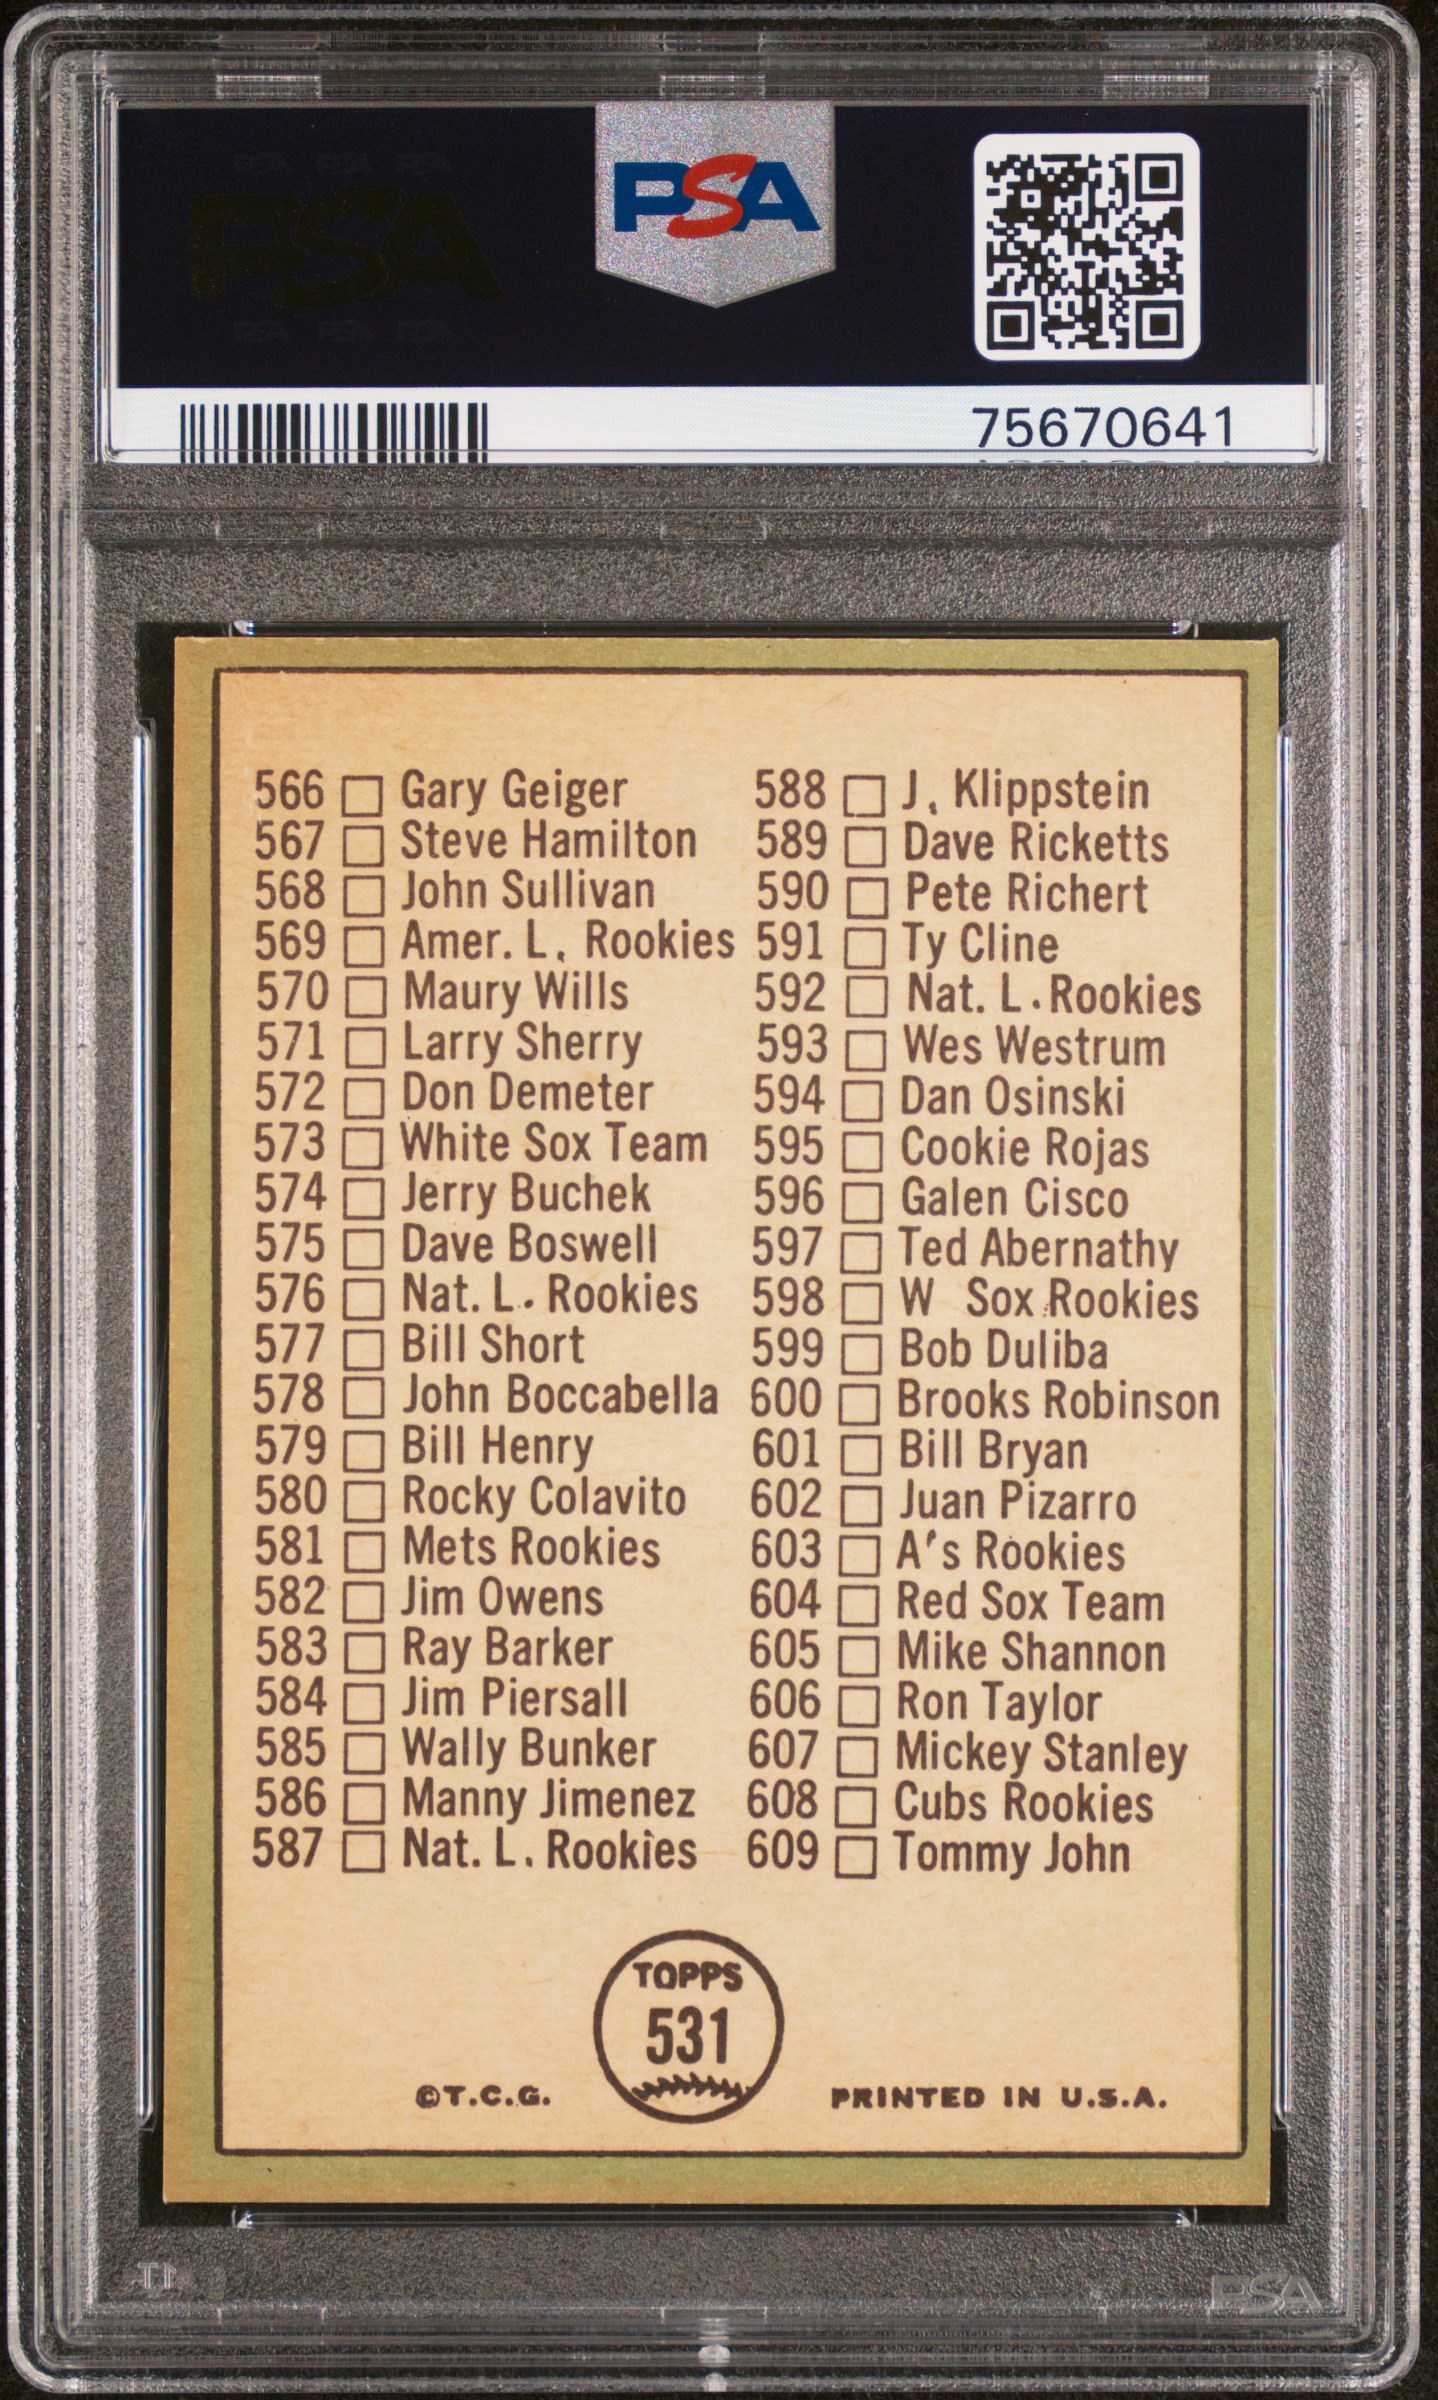 PSA
PSA
75670641
566 Gary Geiger
567 Steve Hamilton
568 John Sullivan
569 Amer. L. Rookies
570 Maury Wills
571 Larry Sherry
572 Don Demeter
573 White Sox Team
574 Jerry Buchek
575 Dave Boswell
576 Nat. L. Rookies
577 Bill Short
578 John Boccabella
579 Bill Henry
580 Rocky Colavito
581 Mets Rookies
582 Jim Owens
583 Ray Barker
584 Jim Piersall
585 Wally Bunker
586 Manny Jimenez
587 Nat. L. Rookies
588 J. Klippstein
589 Dave Ricketts
590 Pete Richert
591 Ty Cline
592 Nat. L. Rookies
593 Wes Westrum
594 Dan Osinski
595 Cookie Rojas
596 Galen Cisco
597 Ted Abernathy
598 W Sox Rookies
599 Bob Duliba
600 Brooks Robinson
601 Bill Bryan
602 Juan Pizarro
603 A's Rookies
604 Red Sox Team
605 Mike Shannon
606 Ron Taylor
607 Mickey Stanley
608 Cubs Rookies
609 Tommy John
TOPPS
531
©T.C.G.
PRINTED IN U.S.A.
PSA